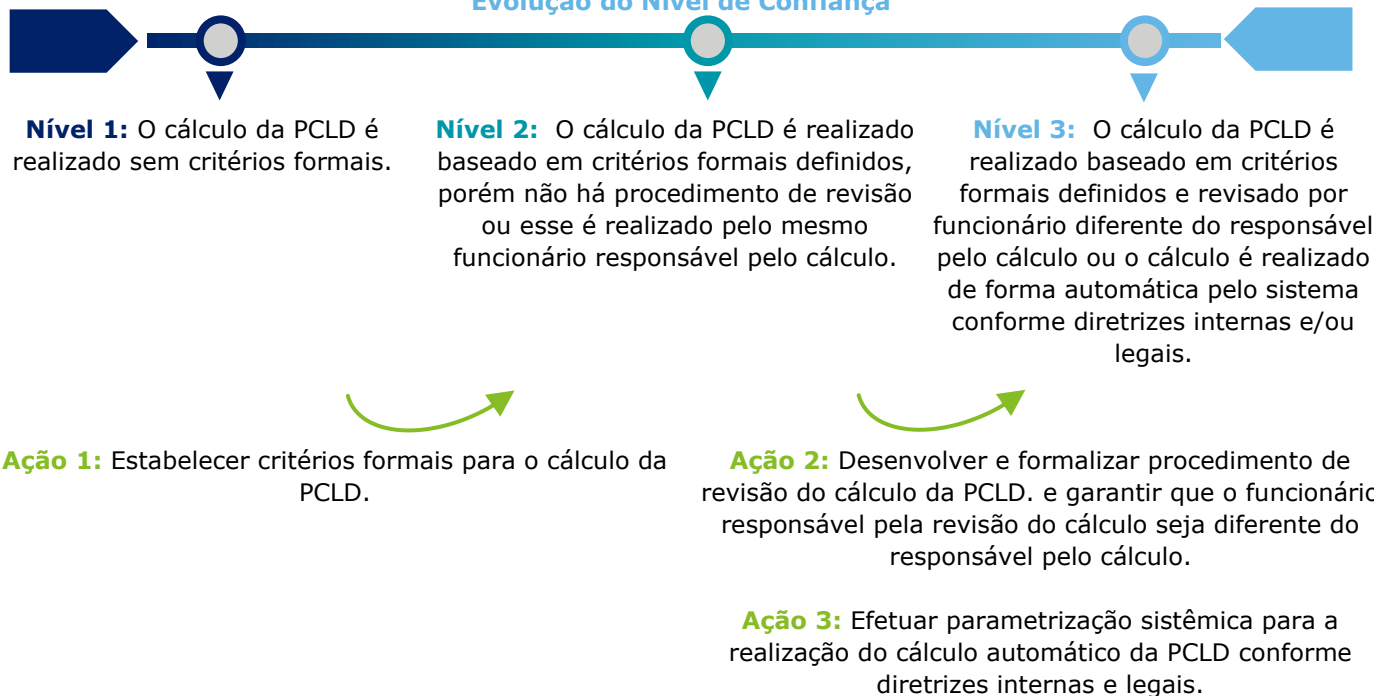 Evolução do Nível de Confiança
Nível 1: O cálculo da PCLD é
realizado sem critérios formais.
Nível 2: O cálculo da PCLD é realizado
baseado em critérios formais definidos,
porém não há procedimento de revisão
ou esse é realizado pelo mesmo
funcionário responsável pelo cálculo.
Nível 3: O cálculo da PCLD é
realizado baseado em critérios
formais definidos e revisado por
funcionário diferente do responsável
pelo cálculo ou o cálculo é realizado
de forma automática pelo sistema
conforme diretrizes internas e/ou
legais.
Ação 1: Estabelecer critérios formais para o cálculo da
PCLD.
Ação 2: Desenvolver e formalizar procedimento de
revisão do cálculo da PCLD. e garantir que o funcionário
responsável pela revisão do cálculo seja diferente do
responsável pelo cálculo.
Ação 3: Efetuar parametrização sistêmica para a
realização do cálculo automático da PCLD conforme
diretrizes internas e legais.